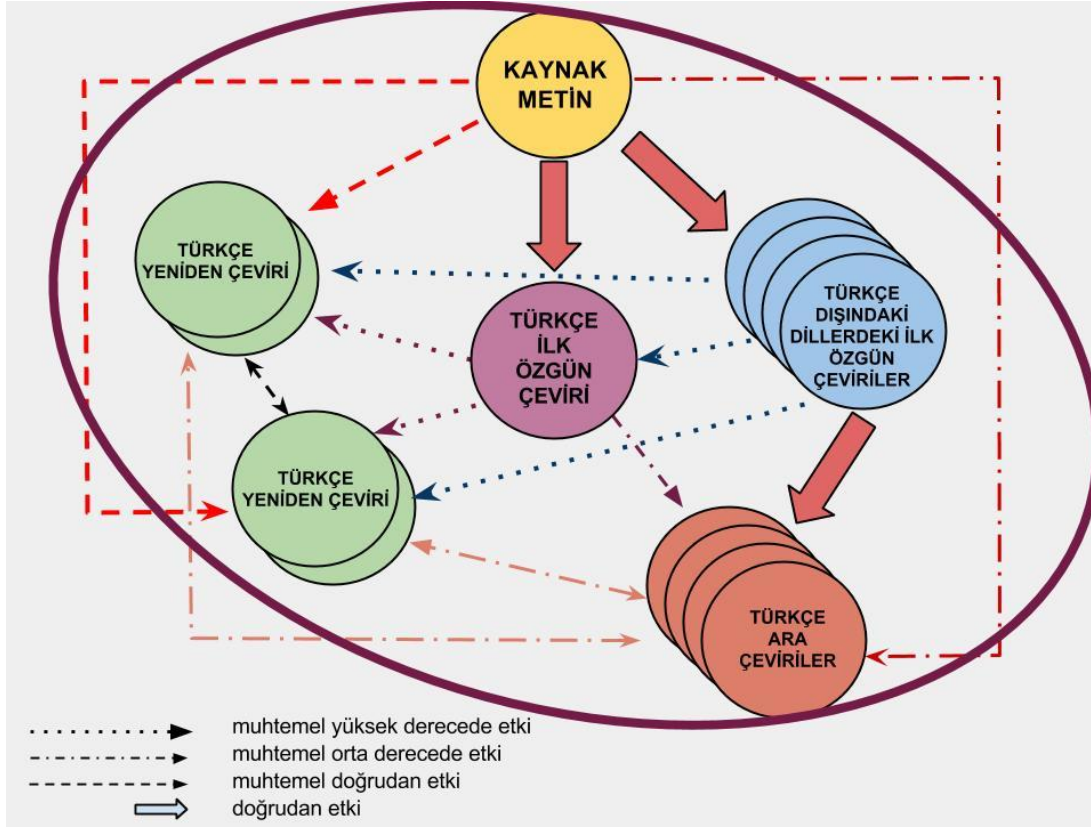 KAYNAK
METİN
TÜRKÇE
YENİDEN ÇEVİRİ
TÜRKÇE
İLK
ÖZGÜN
ÇEVİRİ
TÜRKÇE
DIŞINDAKİ
DİLLERDEKİ İLK
ÖZGÜN
ÇEVİRİLER
TÜRKÇE
YENİDEN ÇEVİRİ
TÜRKÇE
ARA
ÇEVİRİLER
muhtemel yüksek derecede etki
muhtemel orta derecede etki
muhtemel doğrudan etki
doğrudan etki